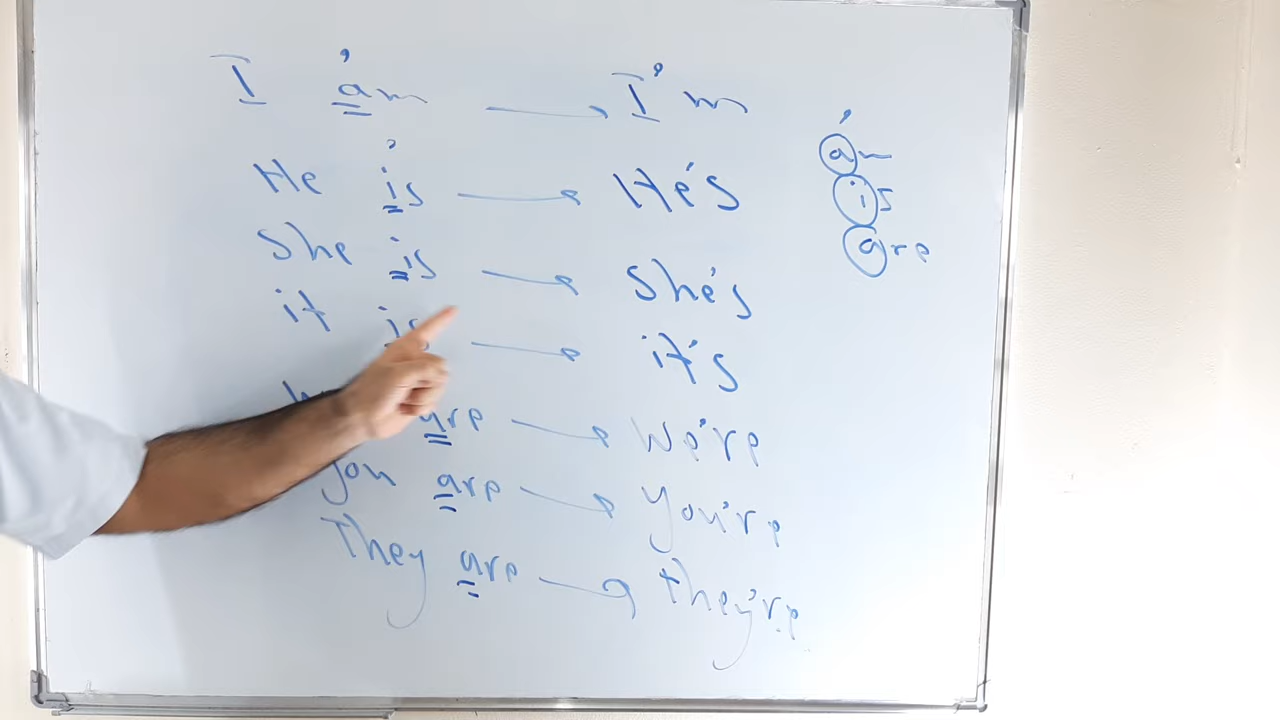 I 'am → I'm
He 'is → He's
She is → She's
it is → it's
are → We're
you are → You're
They are → they're
'
am
is
are